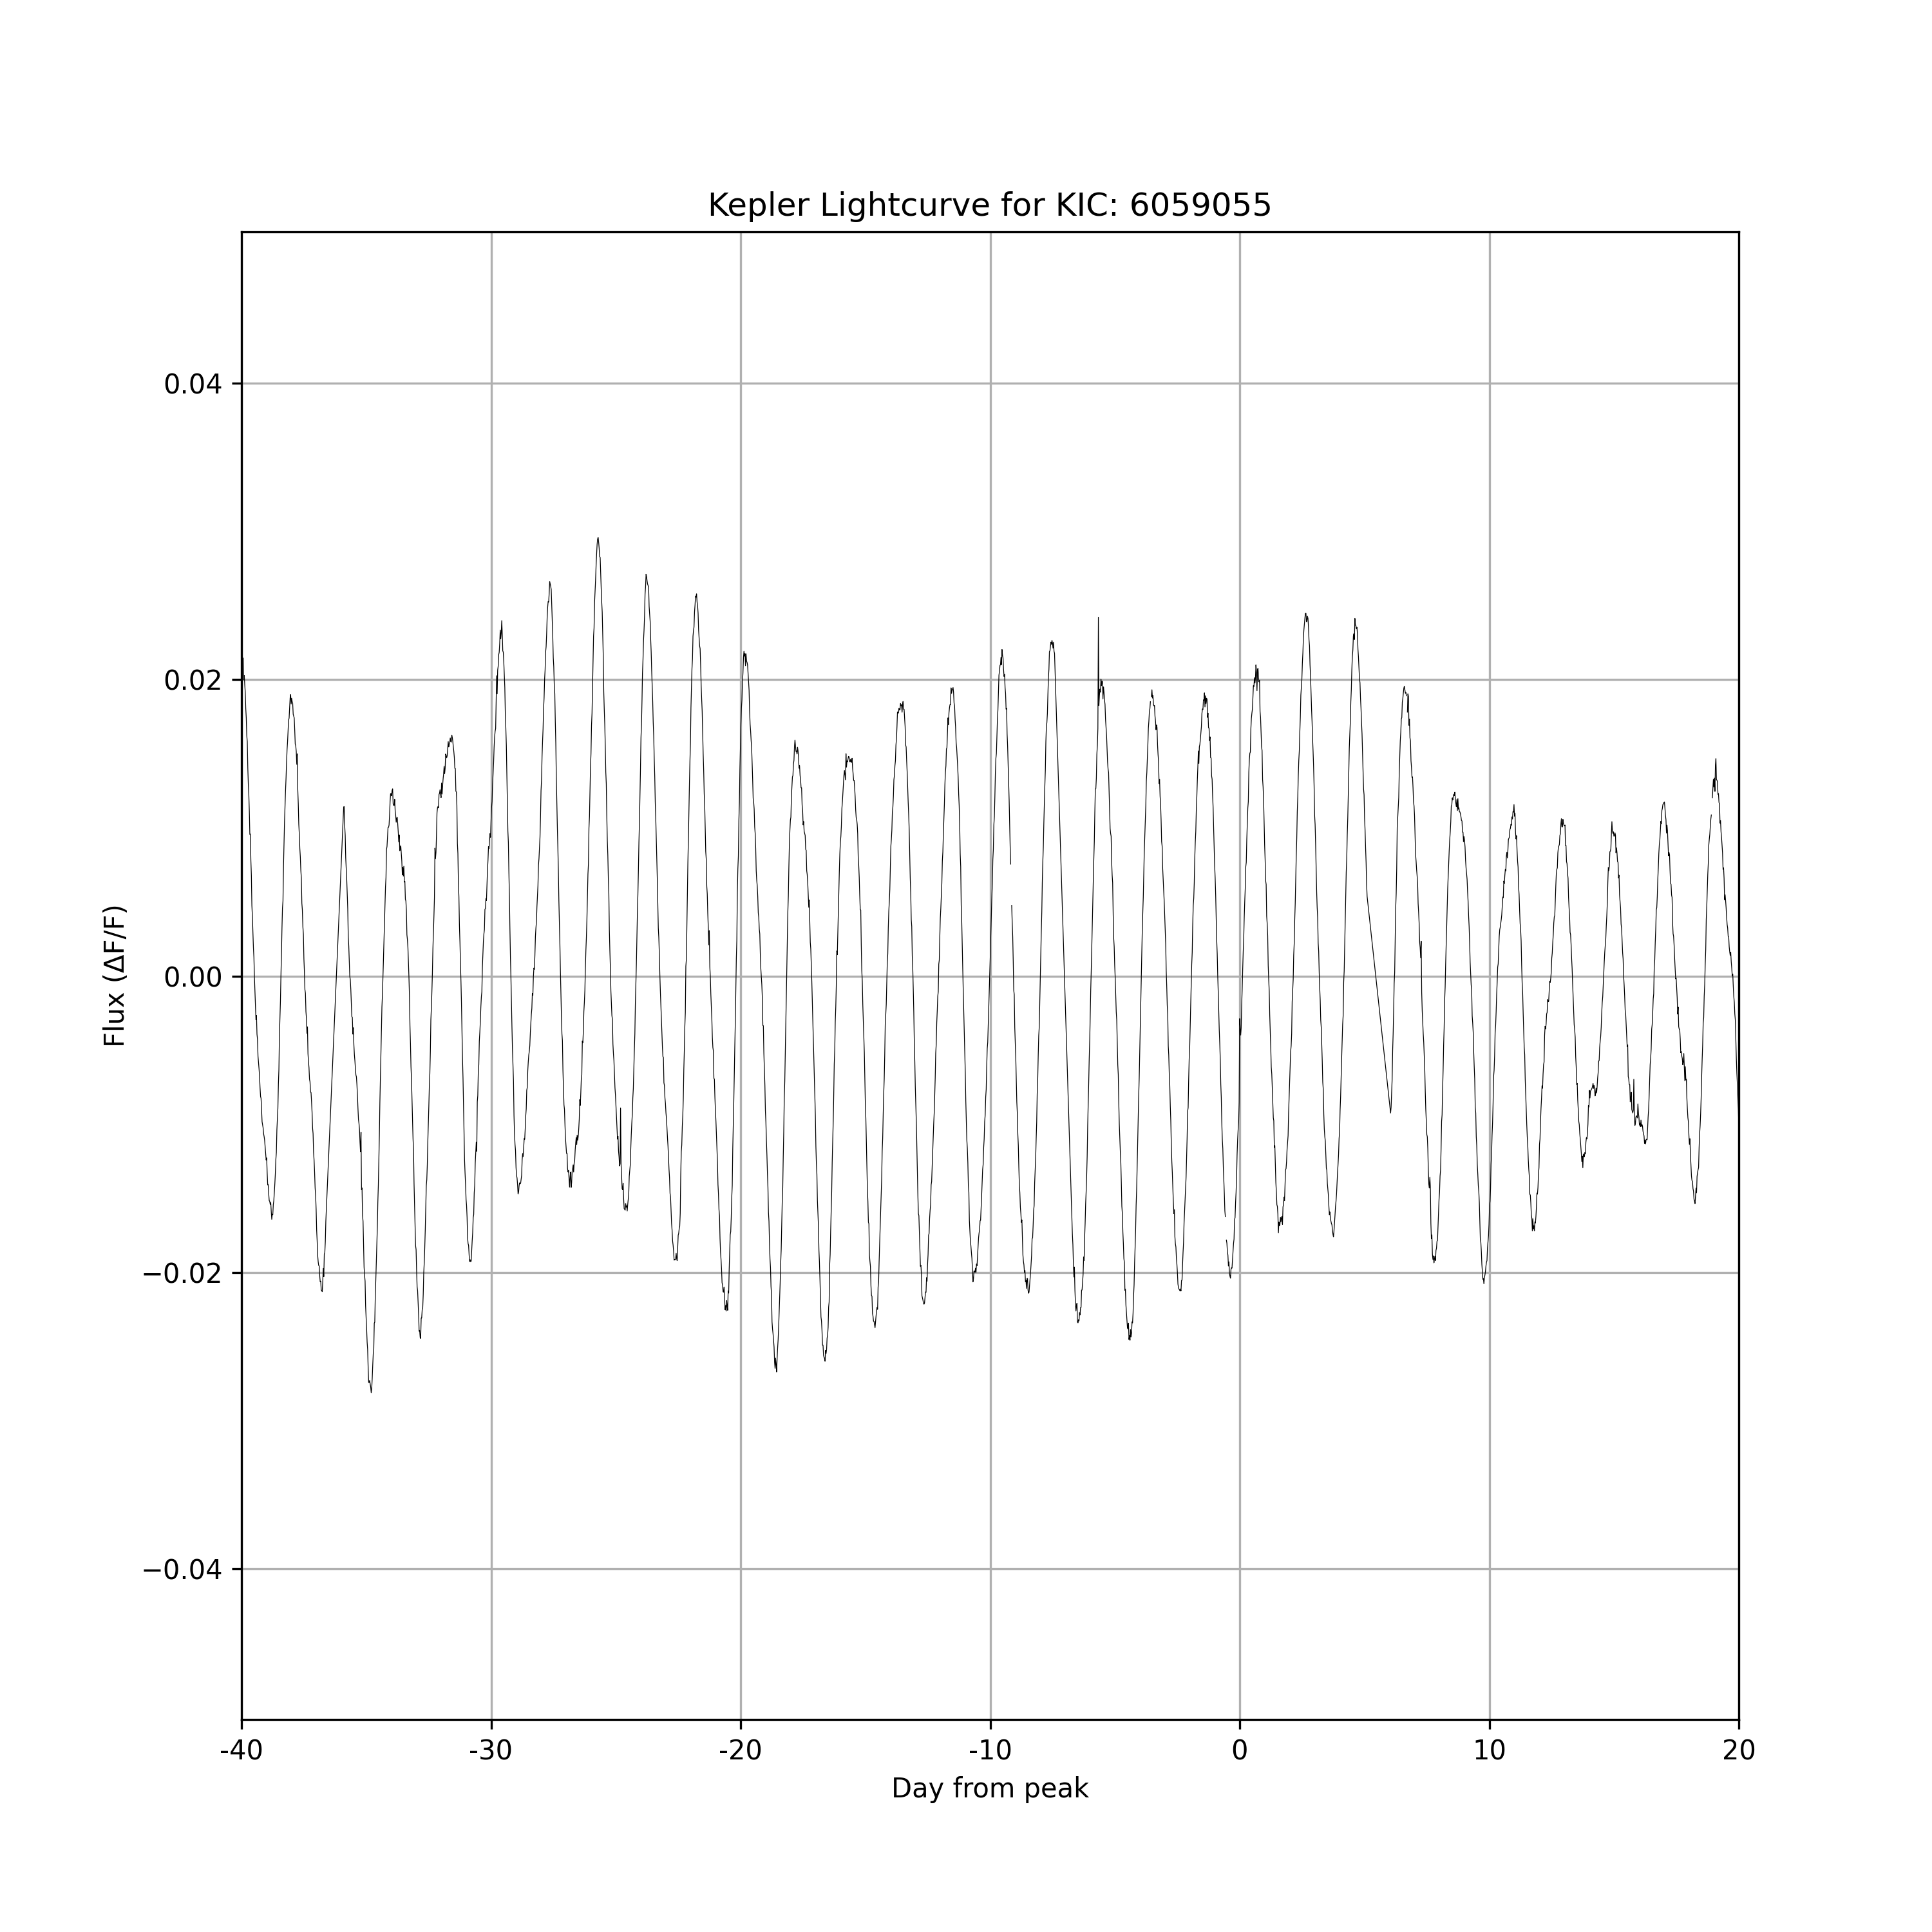 Kepler Lightcurve for KIC: 6059055
0.04
0.02
0.00
−0.02
−0.04
Flux (ΔF/F)
-40 -30 -20 -10 0 10 20
Day from peak